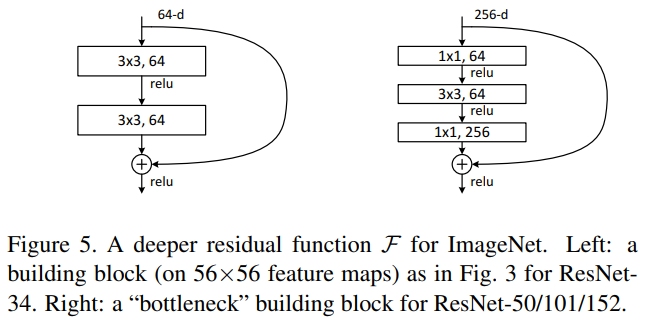 64-d
3x3, 64
relu
3x3, 64
+
relu
256-d
1x1, 64
relu
3x3, 64
relu
1x1, 256
+
relu
Figure 5. A deeper residual function F for ImageNet. Left: a
building block (on 56×56 feature maps) as in Fig. 3 for ResNet-
34. Right: a “bottleneck” building block for ResNet-50/101/152.